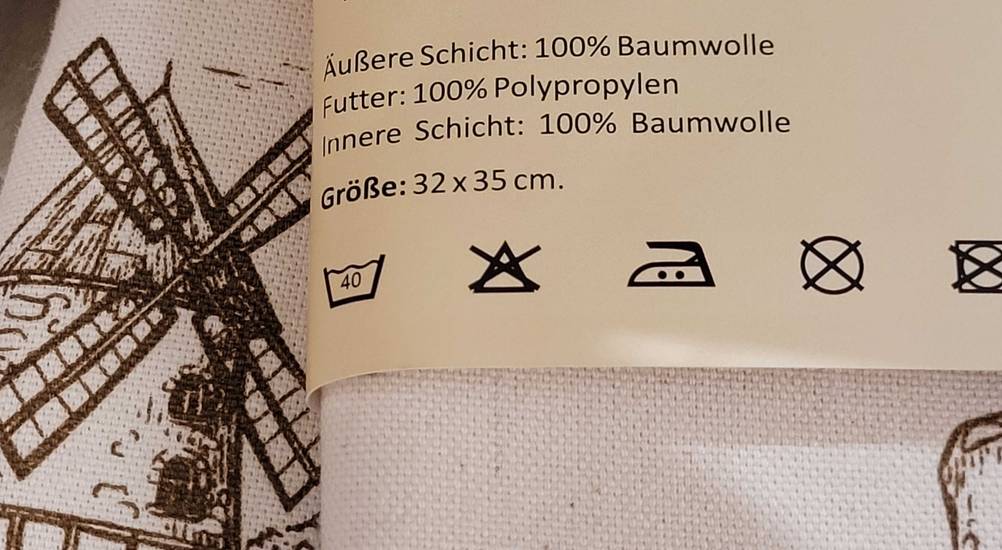 Äußere Schicht: 100% Baumwolle
Futter: 100% Polypropylen
Innere Schicht: 100% Baumwolle
Größe: 32 x 35 cm.
40